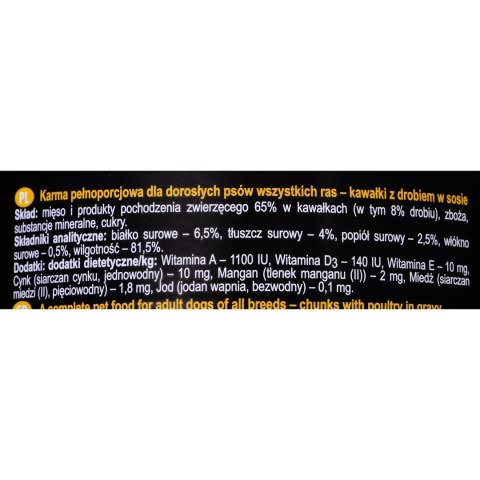 PL Karma pełnoporcjowa dla dorosłych psów wszystkich ras – kawałki z drobiem w sosie
Skład: mięso i produkty pochodzenia zwierzęcego 65% w kawałkach (w tym 8% drobiu), zboża,
substancje mineralne, cukry.
Składniki analityczne: białko surowe – 6,5%, tłuszcz surowy – 4%, popiół surowy – 2,5%, włókno
surowe – 0,5%, wilgotność – 81,5%.
Dodatki: dodatki dietetyczne/kg: Witamina A – 1100 IU, Witamina D3 – 140 IU, Witamina E – 10 mg,
Cynk (siarczan cynku, jednowodny) – 10 mg, Mangan (tlenek manganu (II)) – 2 mg, Miedź (siarczan
miedzi (II), pięciowodny) – 1,8 mg, Jod (jodan wapnia, bezwodny) – 0,1 mg.
A complete pet food for adult dogs of all breeds – chunks with poultry in gravy